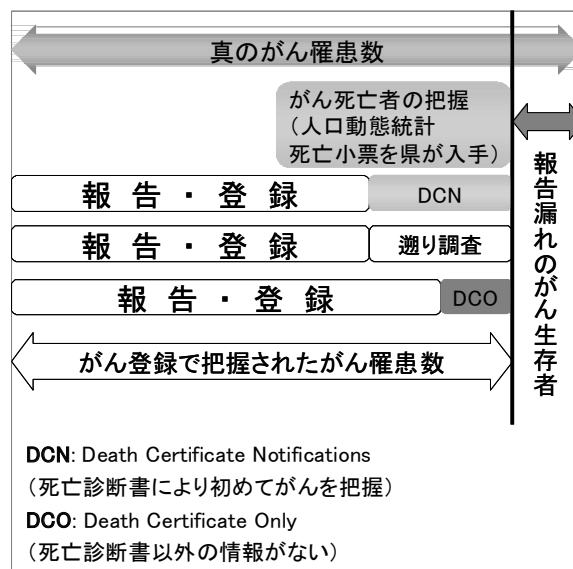 真のがん罹患数
がん死亡者の把握
（人口動態統計
死亡小票を県が入手）
報告・登録
DCN
報告・登録
遡り調査
報告・登録
DCO
がん登録で把握されたがん罹患数
報告漏れのがん生存者
DCN: Death Certificate Notifications
（死亡診断書により初めてがんを把握）
DCO: Death Certificate Only
（死亡診断書以外の情報がない）